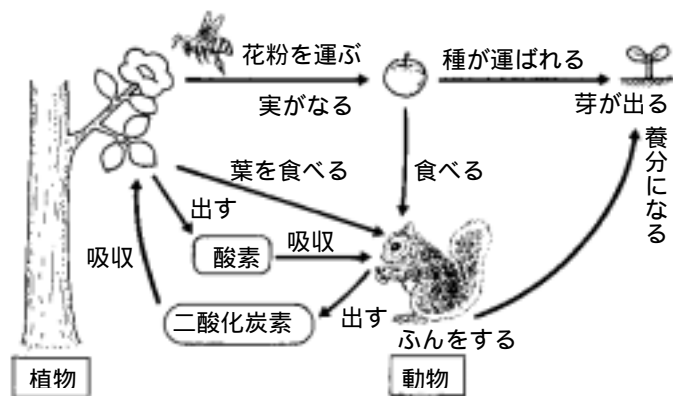 花粉を運ぶ
実がなる
種が運ばれる
芽が出る
養分になる
葉を食べる
食べる
出す
酸素
吸収
吸収
二酸化炭素
出す
ふんをする
植物
動物